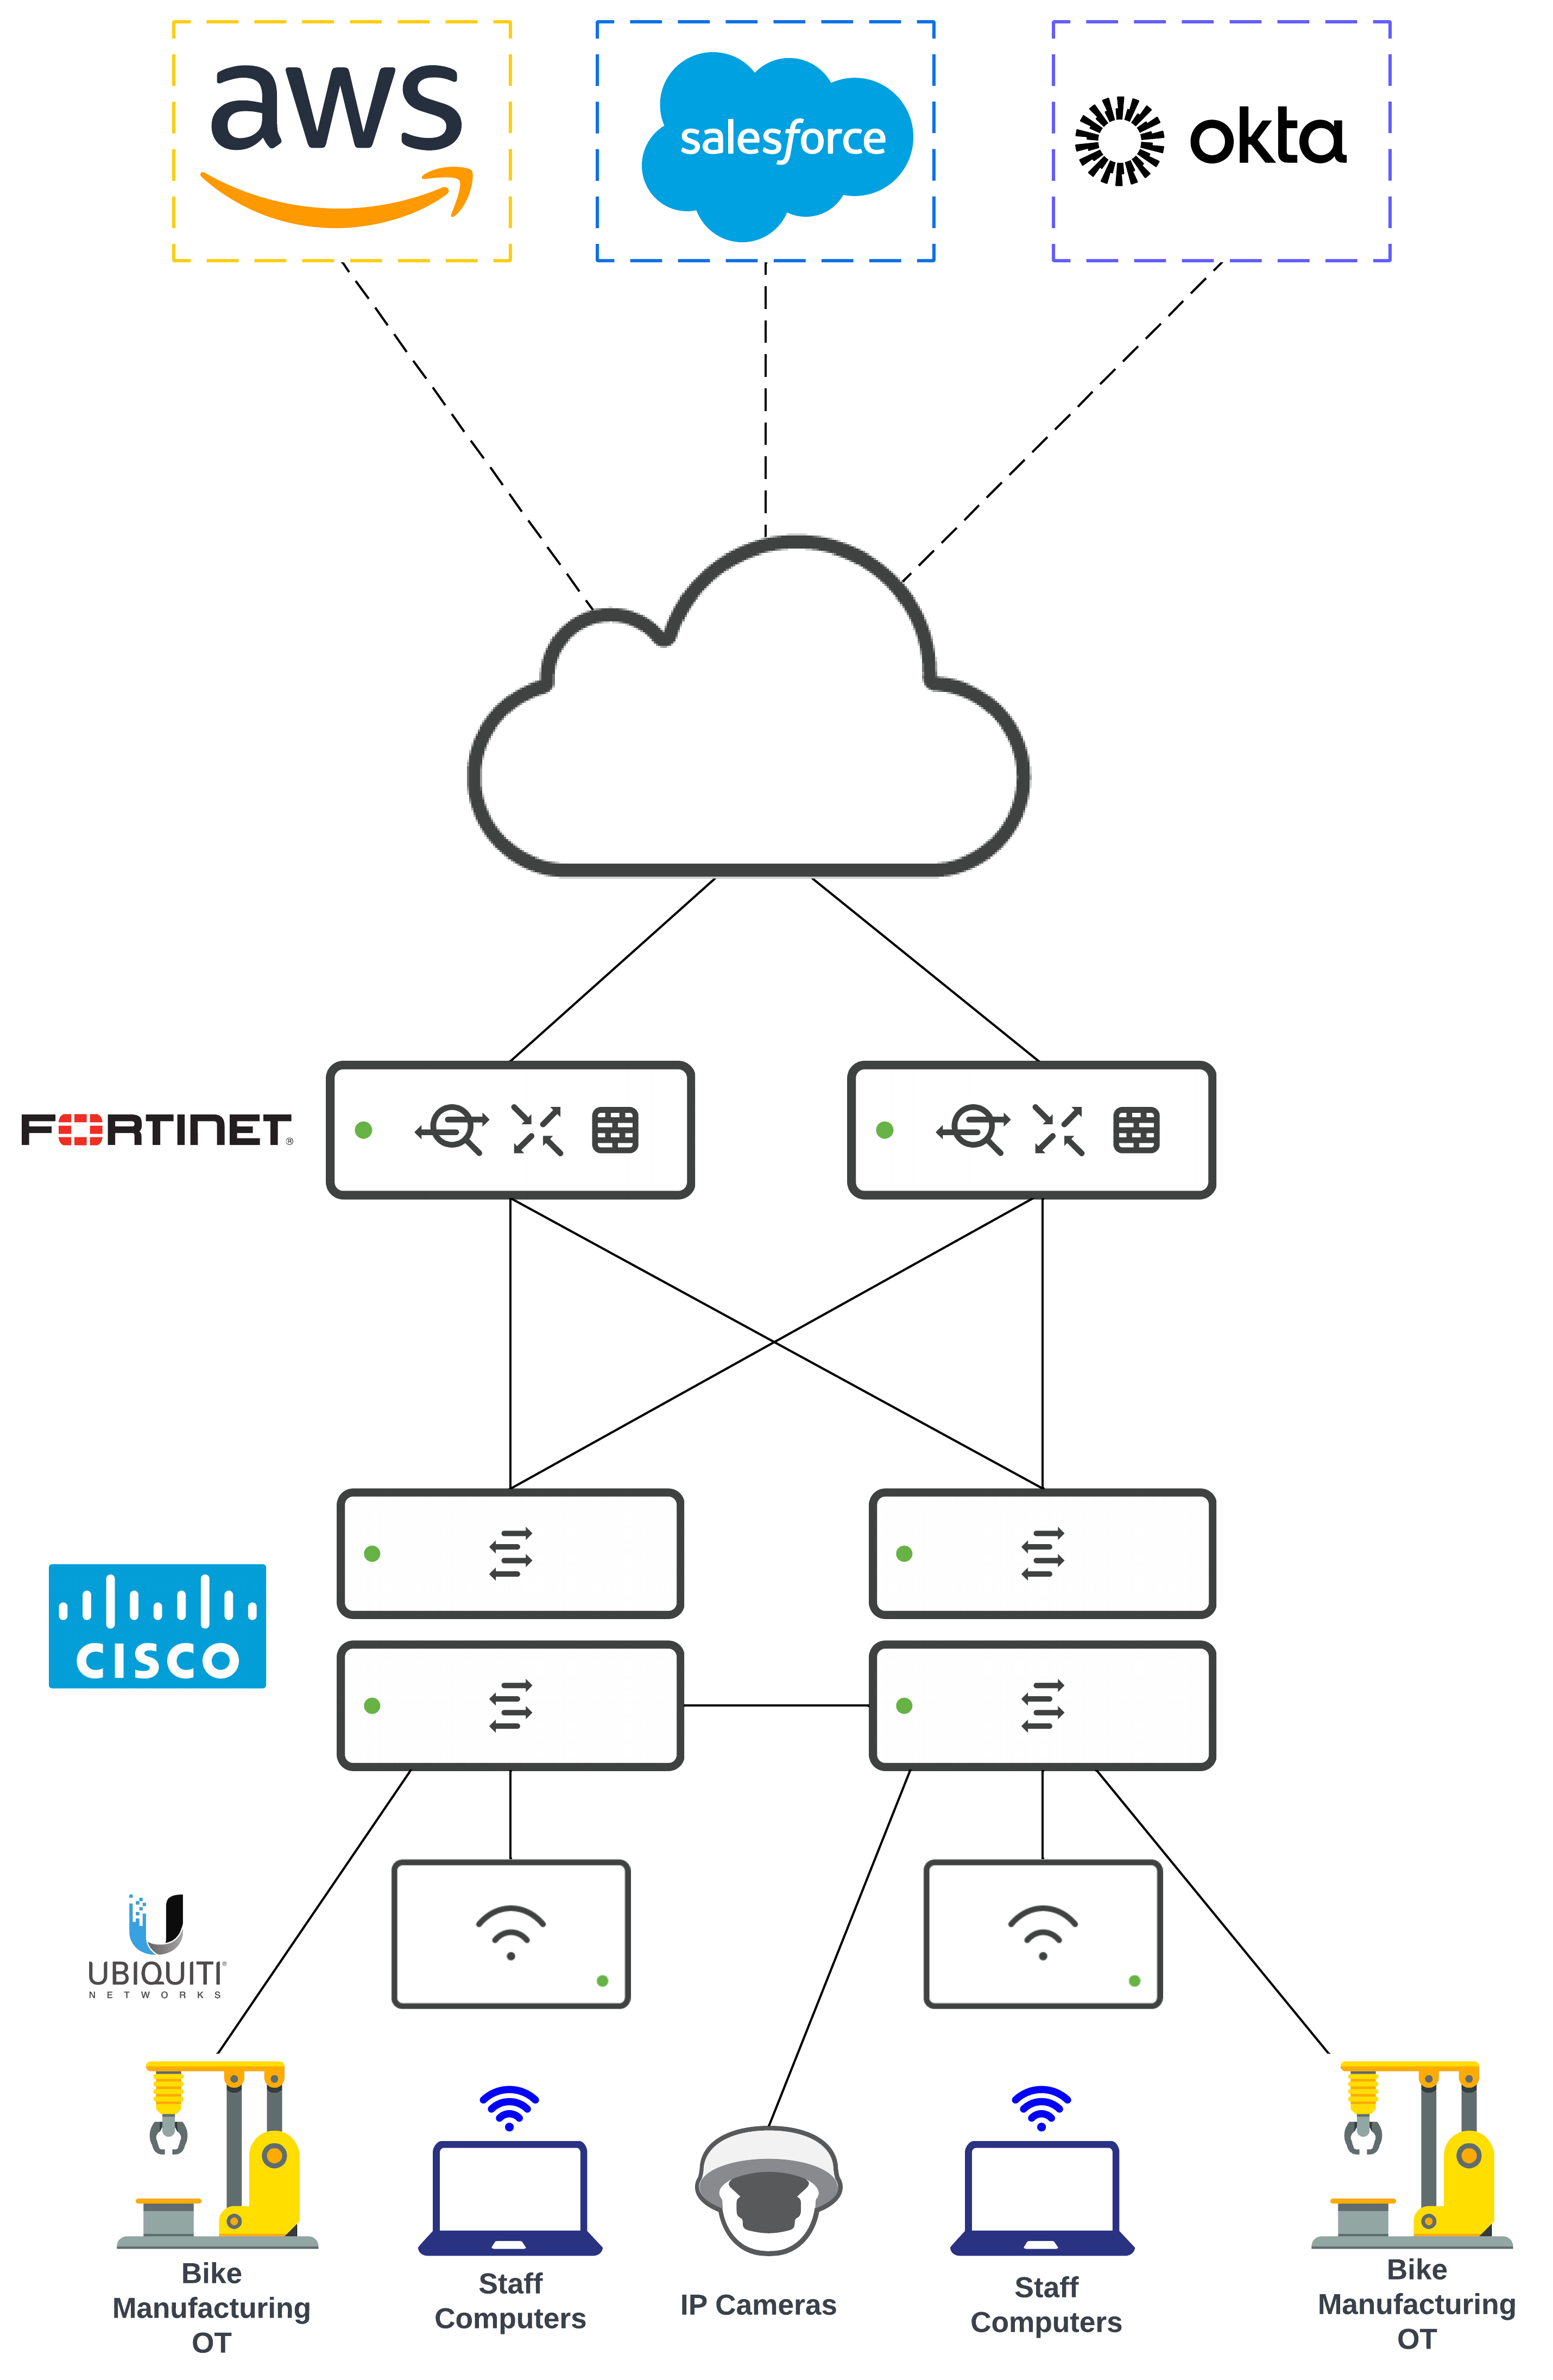 aws
salesforce
okta
FORTINET®
CISCO
UBIQUITI®
NETWORKS
Bike
Manufacturing
OT
Staff
Computers
IP Cameras
Staff
Computers
Bike
Manufacturing
OT